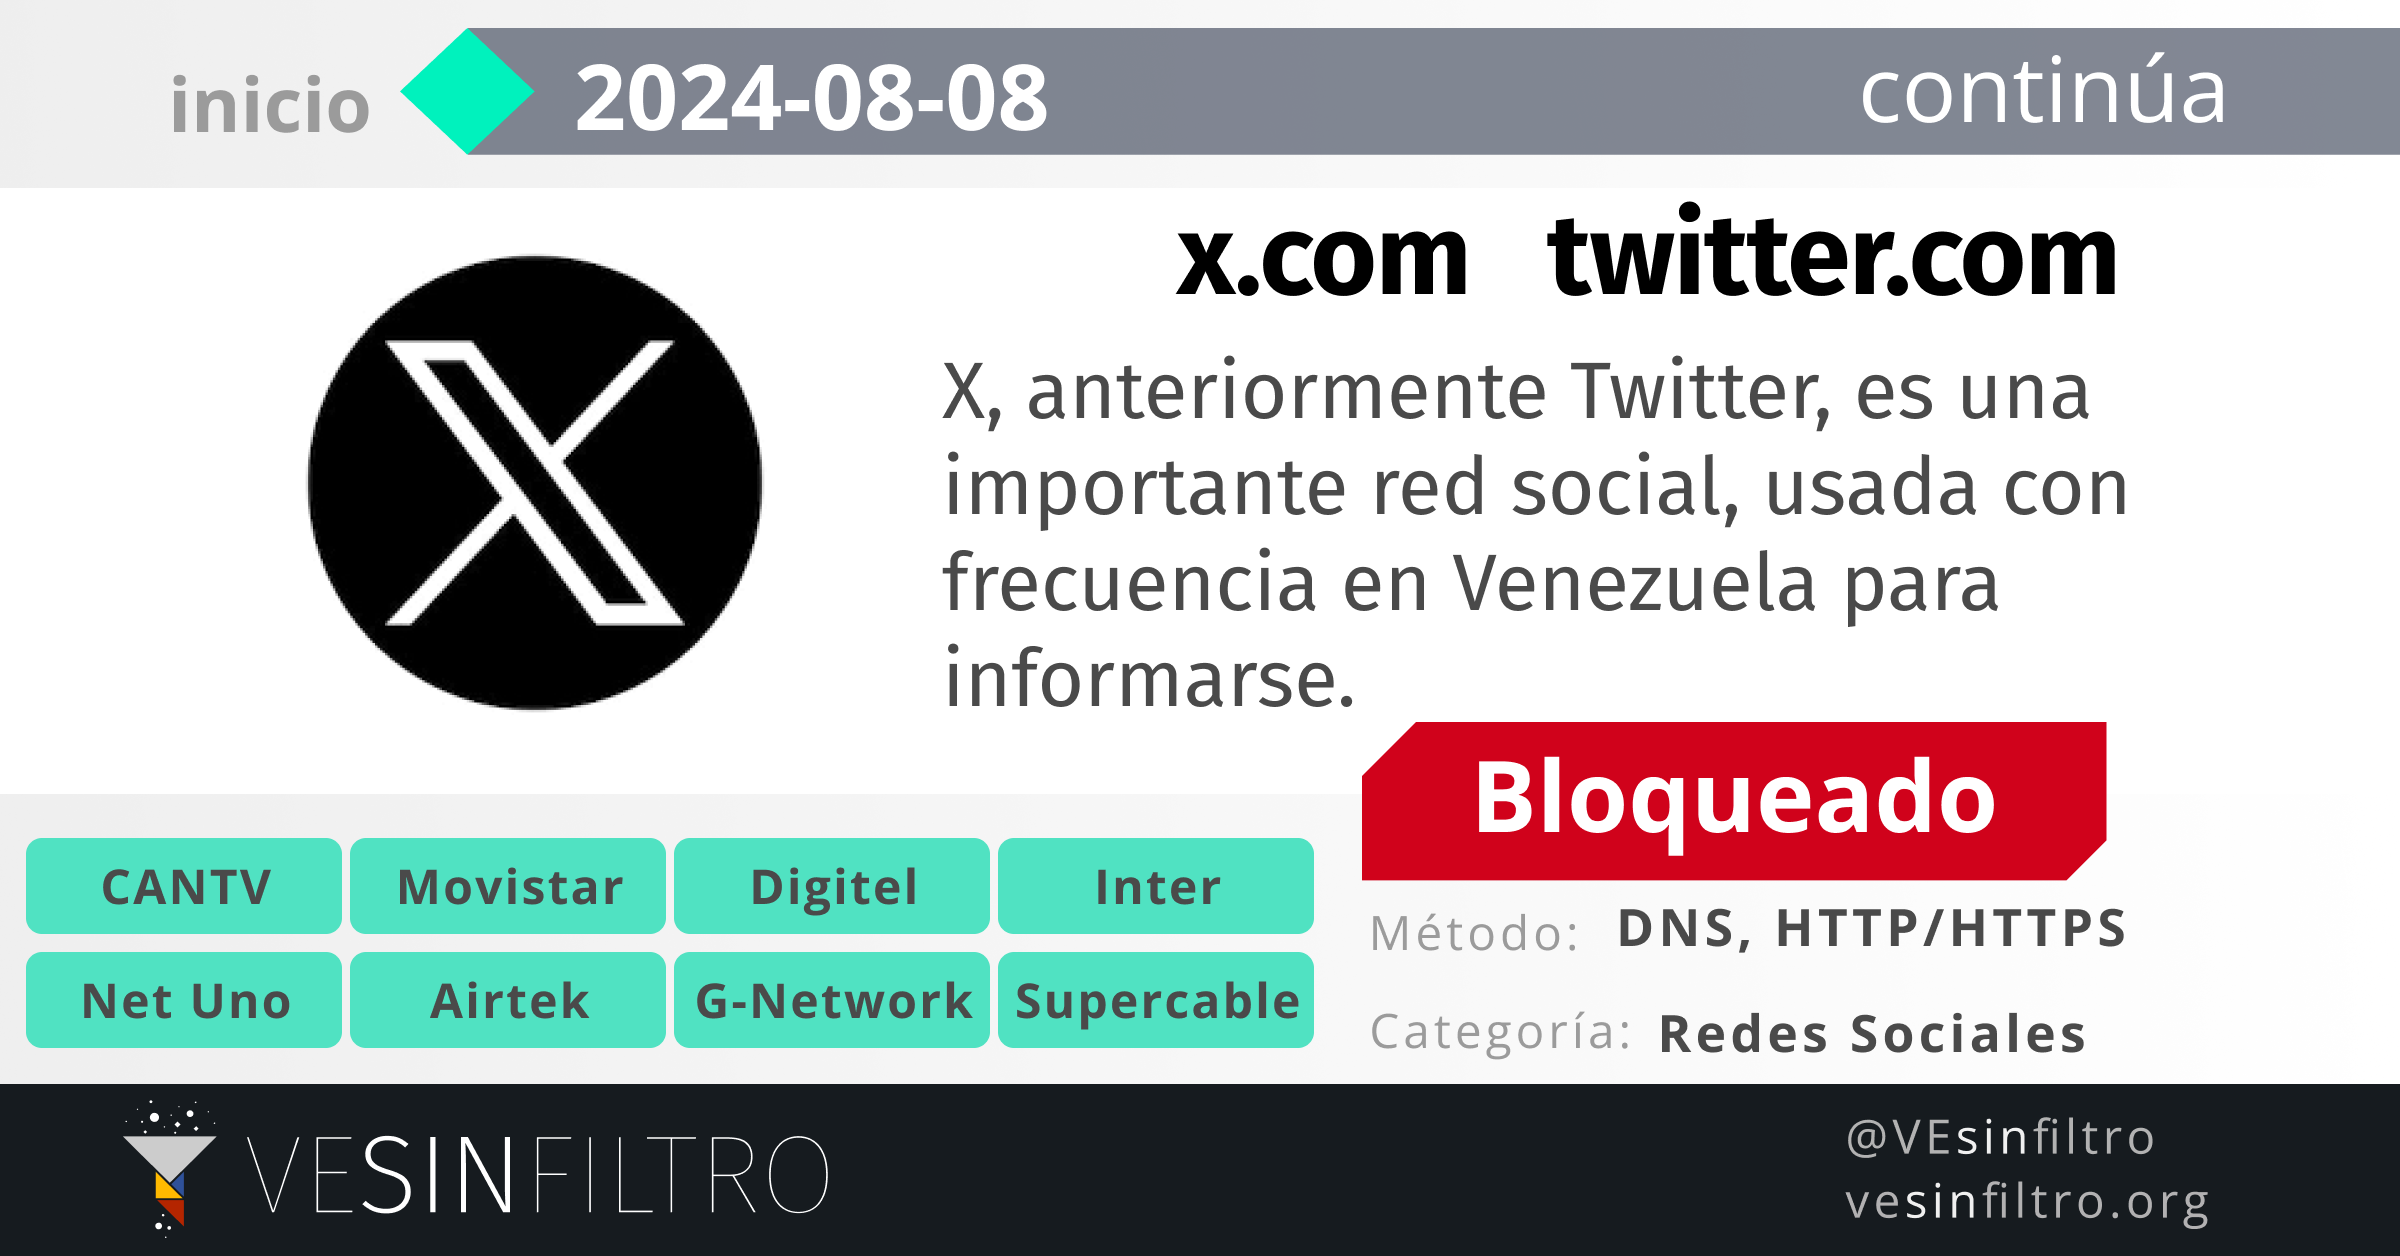 inicio 2024-08-08 continúa
x.com twitter.com
X, anteriormente Twitter, es una
importante red social, usada con
frecuencia en Venezuela para
informarse.
Bloqueado
CANTV Movistar Digitel Inter
Net Uno Airtek G-Network Supercable
Método: DNS, HTTP/HTTPS
Categoría: Redes Sociales
VESINFILTRO
@VEsinfiltro
vesinfiltro.org